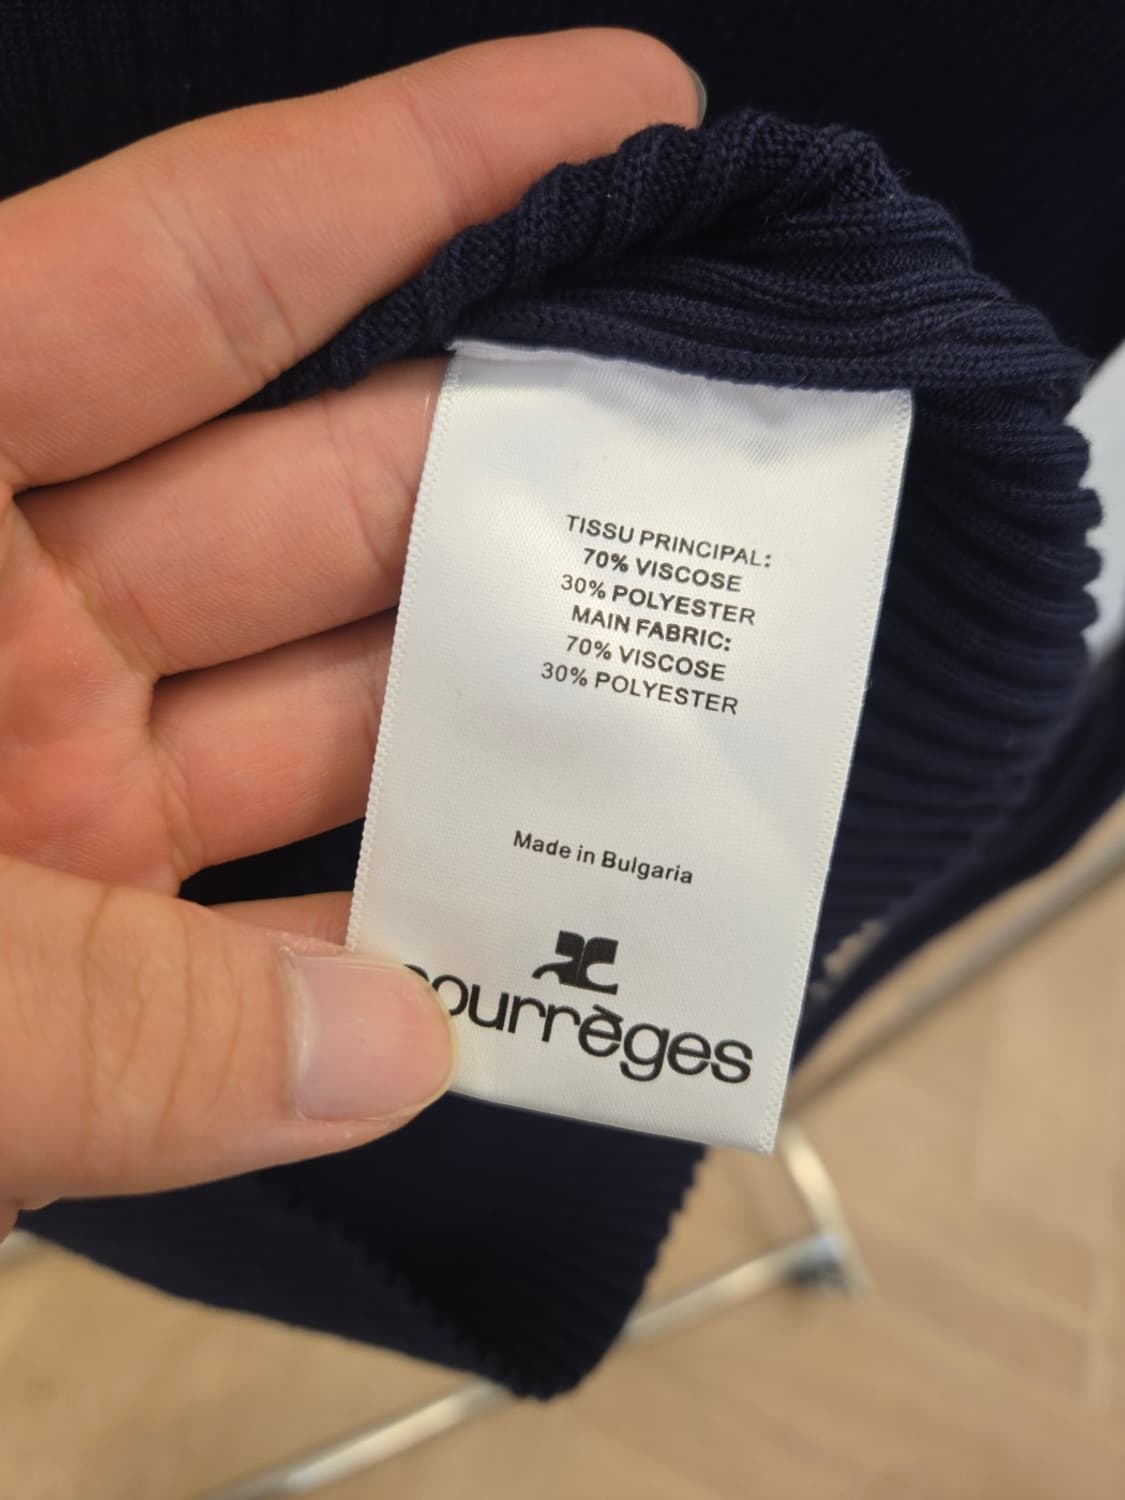 TISSU PRINCIPAL:
70% VISCOSE
30% POLYESTER
MAIN FABRIC:
70% VISCOSE
30% POLYESTER
Made in Bulgaria
courrèges